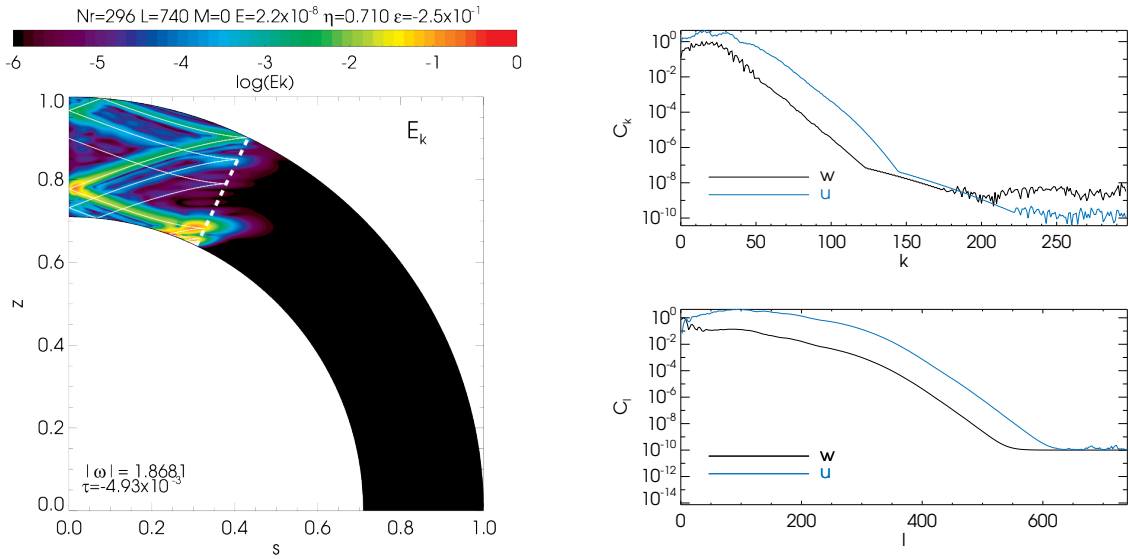 Nr=296 L=740 M=0 E=2.2x10⁻⁸ η=0.710 ε=-2.5x10⁻¹
-6 -5 -4 -3 -2 -1 0
log(Ek)
1.0
0.8
0.6
0.4
0.2
0.0
z
E_k
|ω| = 1.8681
τ=-4.93x10⁻³
0.0 0.2 0.4 0.6 0.8 1.0
s
10⁰
10⁻²
10⁻⁴
10⁻⁶
10⁻⁸
10⁻¹⁰
C_k
w
u
0 50 100 150 200 250
k
10⁰
10⁻²
10⁻⁴
10⁻⁶
10⁻⁸
10⁻¹⁰
10⁻¹²
10⁻¹⁴
C_l
w
u
0 200 400 600
l